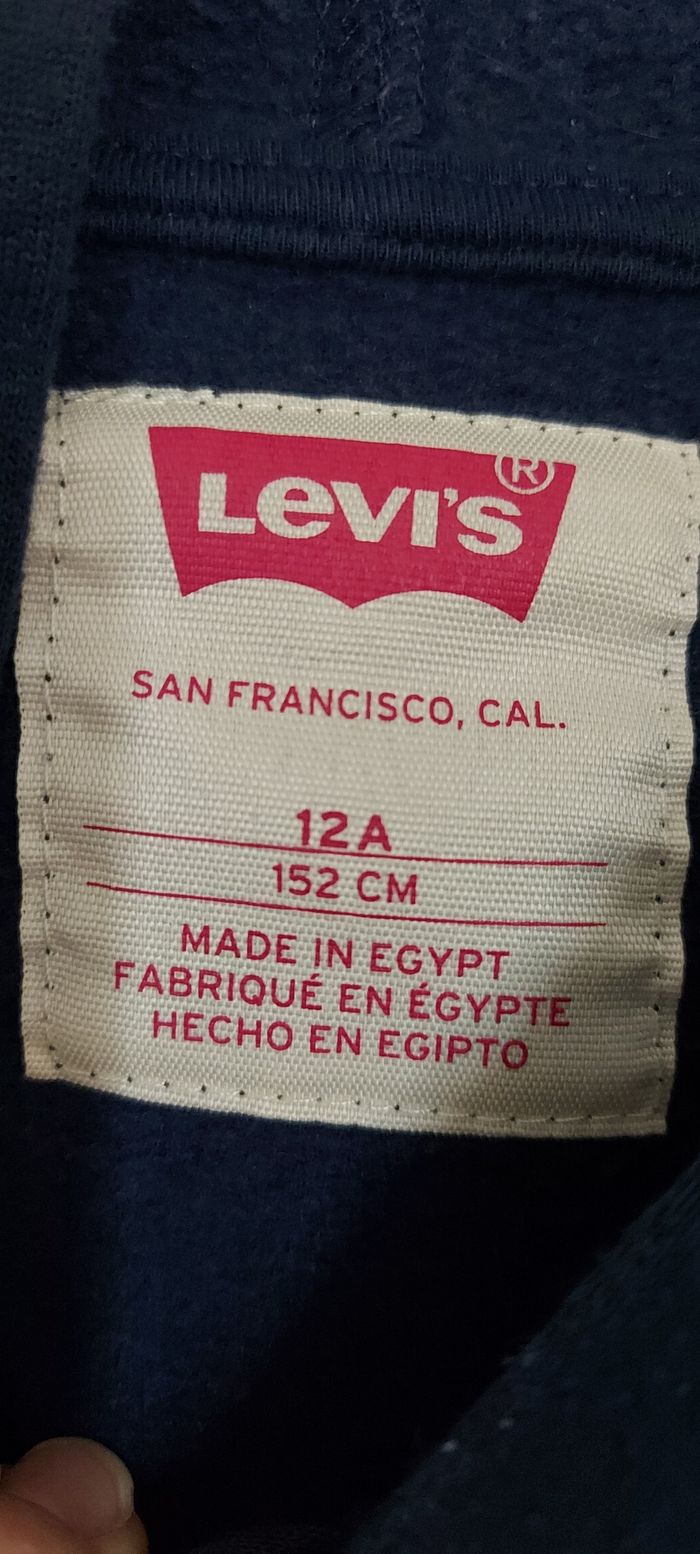 Levi's®
SAN FRANCISCO, CAL.
12A
152 CM
MADE IN EGYPT
FABRIQUÉ EN ÉGYPTE
HECHO EN EGIPTO